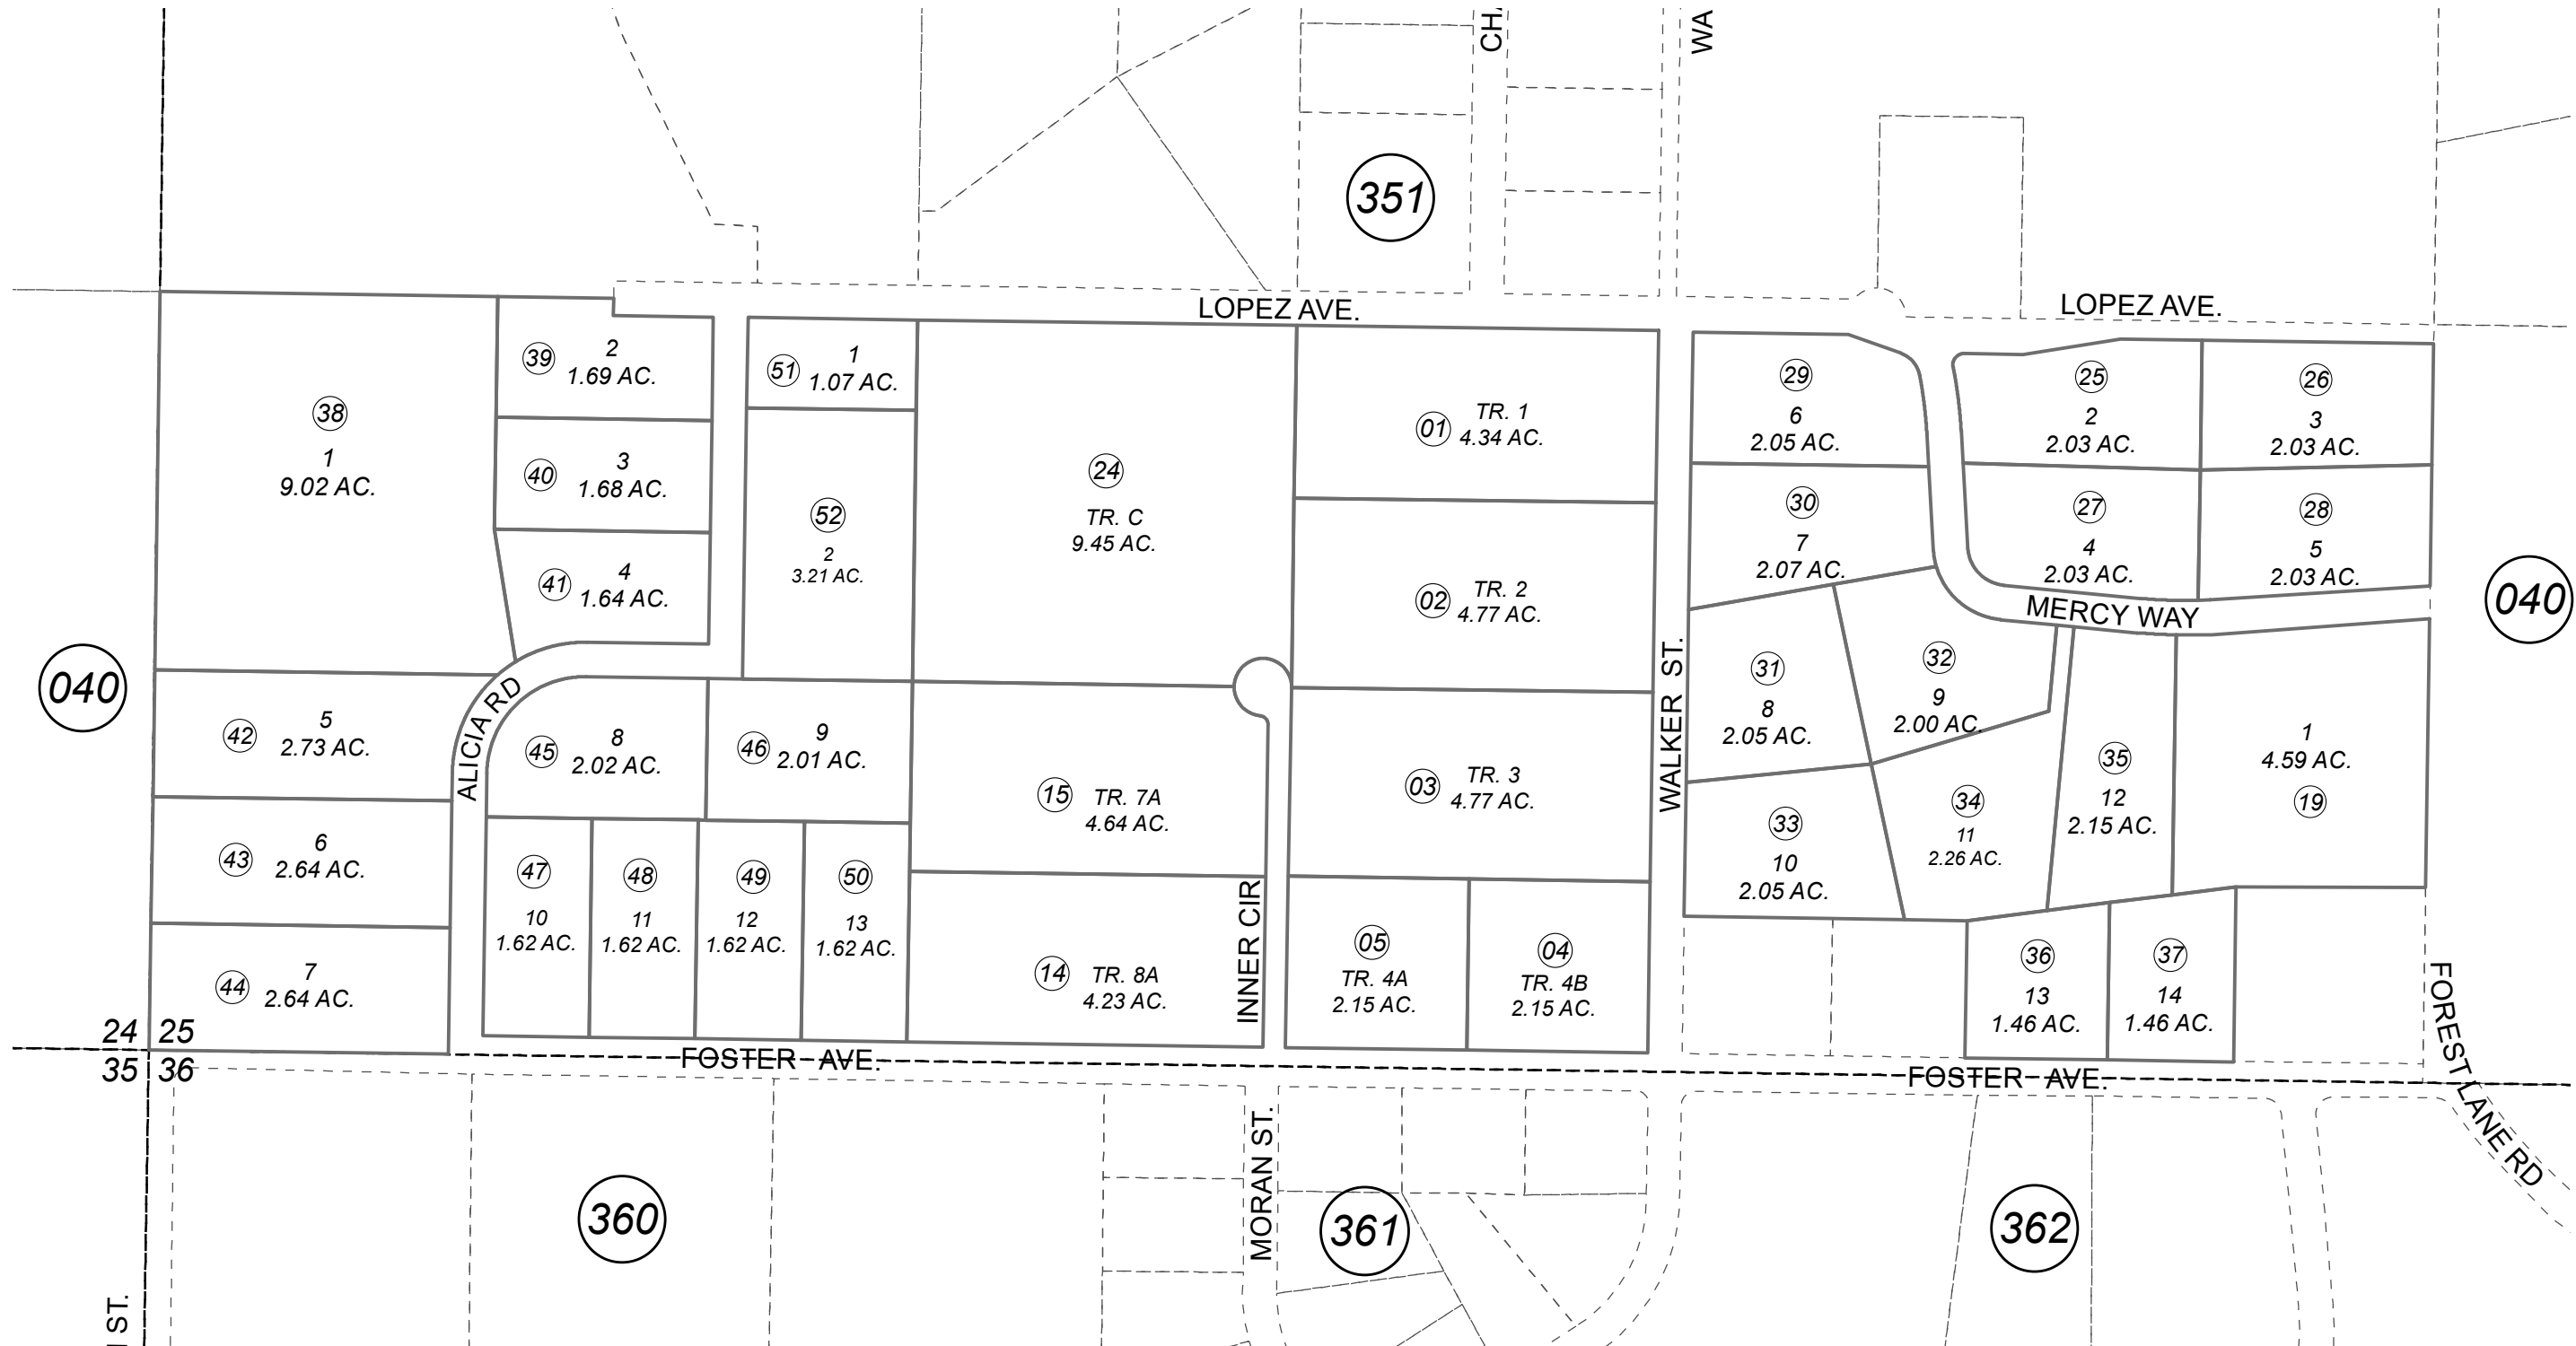 CH
WA
351
LOPEZ AVE.
LOPEZ AVE.
38
1
9.02 AC.
39
2
1.69 AC.
40
3
1.68 AC.
41
4
1.64 AC.
51
1
1.07 AC.
52
2
3.21 AC.
24
TR. C
9.45 AC.
01
TR. 1
4.34 AC.
02
TR. 2
4.77 AC.
03
TR. 3
4.77 AC.
29
6
2.05 AC.
30
7
2.07 AC.
25
2
2.03 AC.
26
3
2.03 AC.
27
4
2.03 AC.
28
5
2.03 AC.
MERCY WAY
040
040
WALKER ST.
31
8
2.05 AC.
32
9
2.00 AC.
33
10
2.05 AC.
34
11
2.26 AC.
35
12
2.15 AC.
1
4.59 AC.
19
42
5
2.73 AC.
43
6
2.64 AC.
44
7
2.64 AC.
ALICIA RD
45
8
2.02 AC.
46
9
2.01 AC.
47
10
1.62 AC.
48
11
1.62 AC.
49
12
1.62 AC.
50
13
1.62 AC.
15
TR. 7A
4.64 AC.
14
TR. 8A
4.23 AC.
INNER CIR
05
TR. 4A
2.15 AC.
04
TR. 4B
2.15 AC.
36
13
1.46 AC.
37
14
1.46 AC.
24 25
35 36
FOSTER AVE.
FOSTER AVE.
FOREST LANE RD
MORAN ST.
360
361
362
ST.